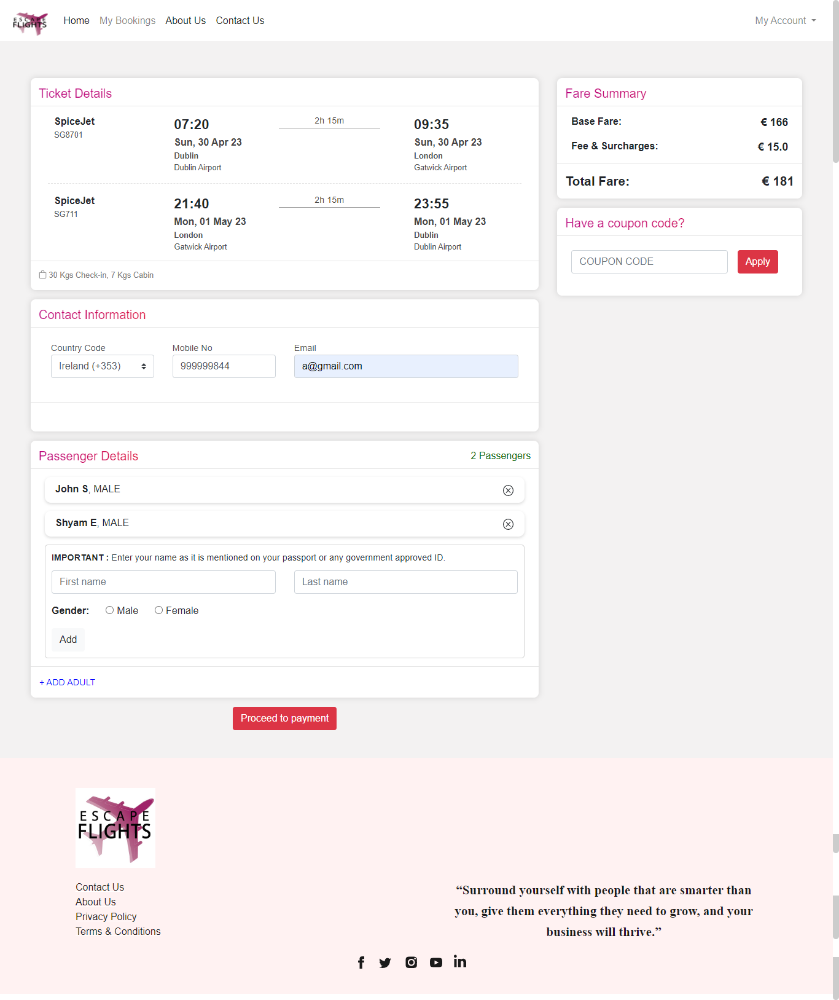 ESCAPE
FLIGHTS
Home My Bookings About Us Contact Us My Account
Ticket Details
SpiceJet
SG8701
07:20
Sun, 30 Apr 23
Dublin
Dublin Airport
2h 15m
09:35
Sun, 30 Apr 23
London
Gatwick Airport
SpiceJet
SG711
21:40
Mon, 01 May 23
London
Gatwick Airport
2h 15m
23:55
Mon, 01 May 23
Dublin
Dublin Airport
30 Kgs Check-in, 7 Kgs Cabin
Fare Summary
Base Fare: € 166
Fee & Surcharges: € 15.0
Total Fare: € 181
Have a coupon code?
COUPON CODE Apply
Contact Information
Country Code Mobile No Email
Ireland (+353) 999999844 a@gmail.com
Passenger Details 2 Passengers
John S, MALE
Shyam E, MALE
IMPORTANT : Enter your name as it is mentioned on your passport or any government approved ID.
First name Last name
Gender: Male Female
Add
+ ADD ADULT
Proceed to payment
ESCAPE
FLIGHTS
Contact Us
About Us
Privacy Policy
Terms & Conditions
“Surround yourself with people that are smarter than
you, give them everything they need to grow, and your
business will thrive.”